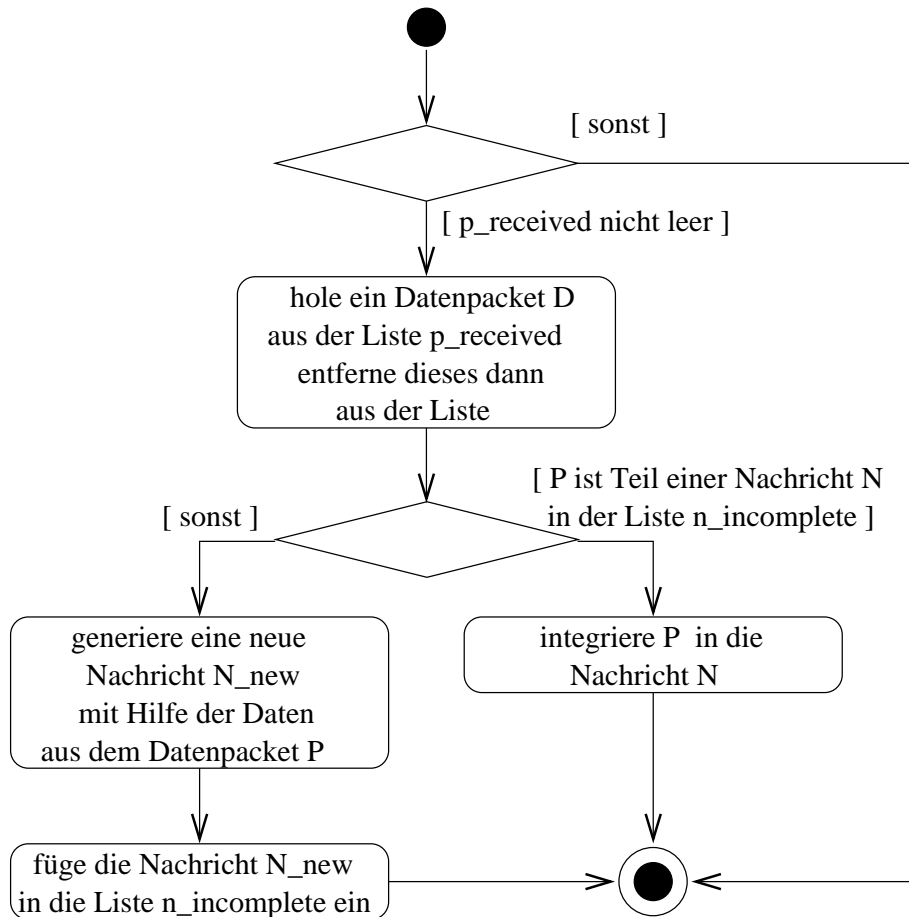 [ sonst ]
[ p_received nicht leer ]
hole ein Datenpacket D
aus der Liste p_received
entferne dieses dann
aus der Liste
[ P ist Teil einer Nachricht N
in der Liste n_incomplete ]
[ sonst ]
generiere eine neue
Nachricht N_new
mit Hilfe der Daten
aus dem Datenpacket P
integriere P in die
Nachricht N
füge die Nachricht N_new
in die Liste n_incomplete ein